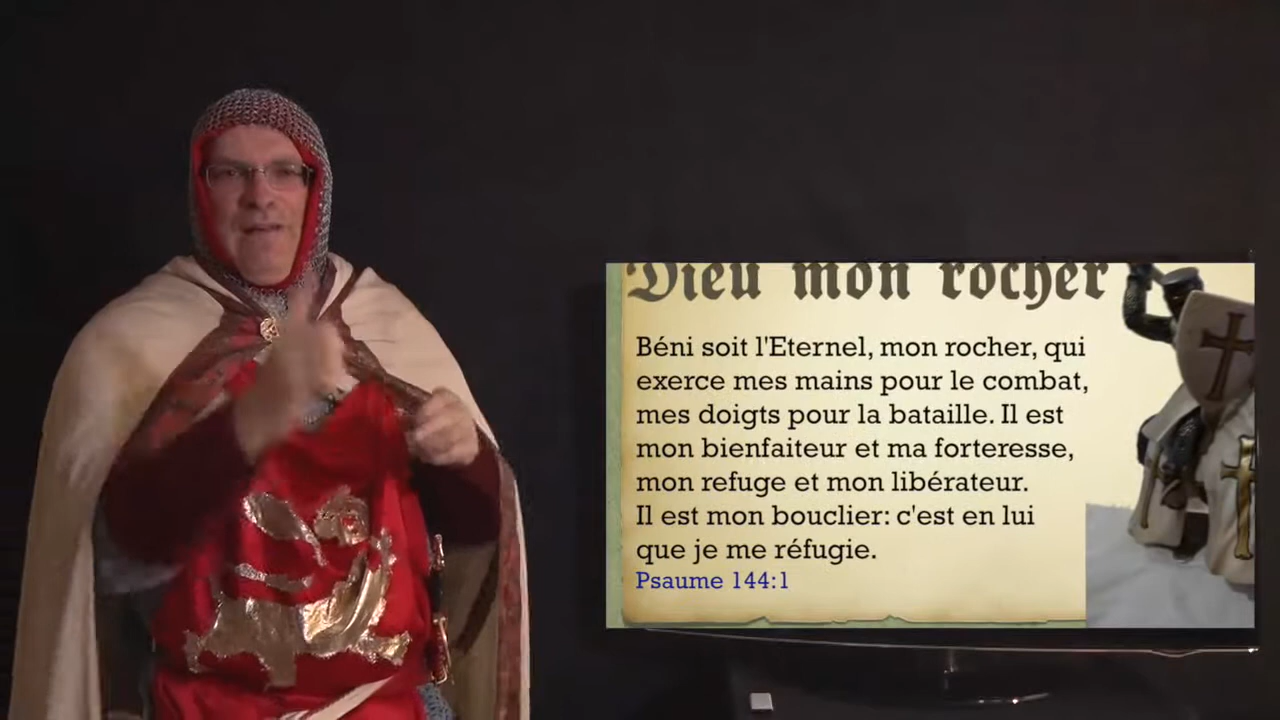 Dieu mon rocher
Béni soit l'Eternel, mon rocher, qui
exerce mes mains pour le combat,
mes doigts pour la bataille. Il est
mon bienfaiteur et ma forteresse,
mon refuge et mon libérateur.
Il est mon bouclier: c'est en lui
que je me réfugie.
Psaume 144:1